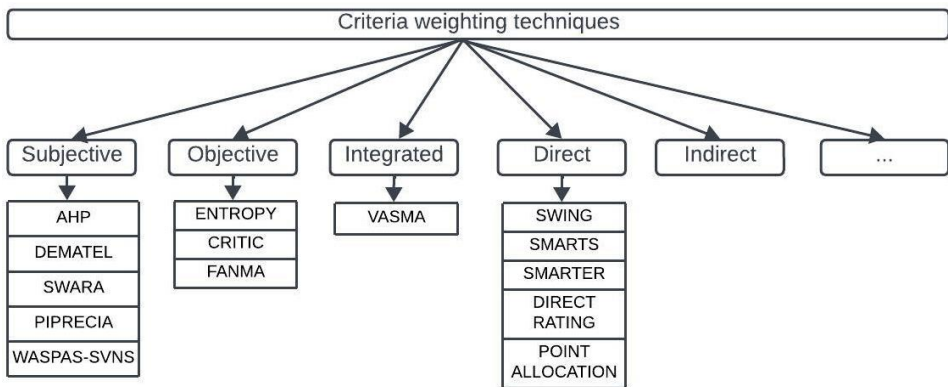 Criteria weighting techniques
Subjective
Objective
Integrated
Direct
Indirect
...
AHP
DEMATEL
SWARA
PIPRECIA
WASPAS-SVNS
ENTROPY
CRITIC
FANMA
VASMA
SWING
SMARTS
SMARTER
DIRECT
RATING
POINT
ALLOCATION